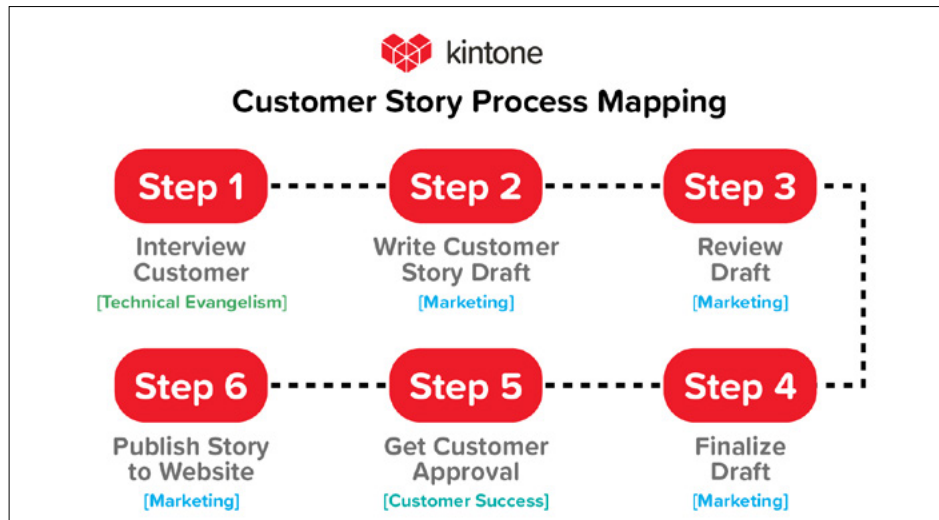 kintone
Customer Story Process Mapping
Step 1
Interview
Customer
[Technical Evangelism]
Step 2
Write Customer
Story Draft
[Marketing]
Step 3
Review
Draft
[Marketing]
Step 4
Finalize
Draft
[Marketing]
Step 5
Get Customer
Approval
[Customer Success]
Step 6
Publish Story
to Website
[Marketing]